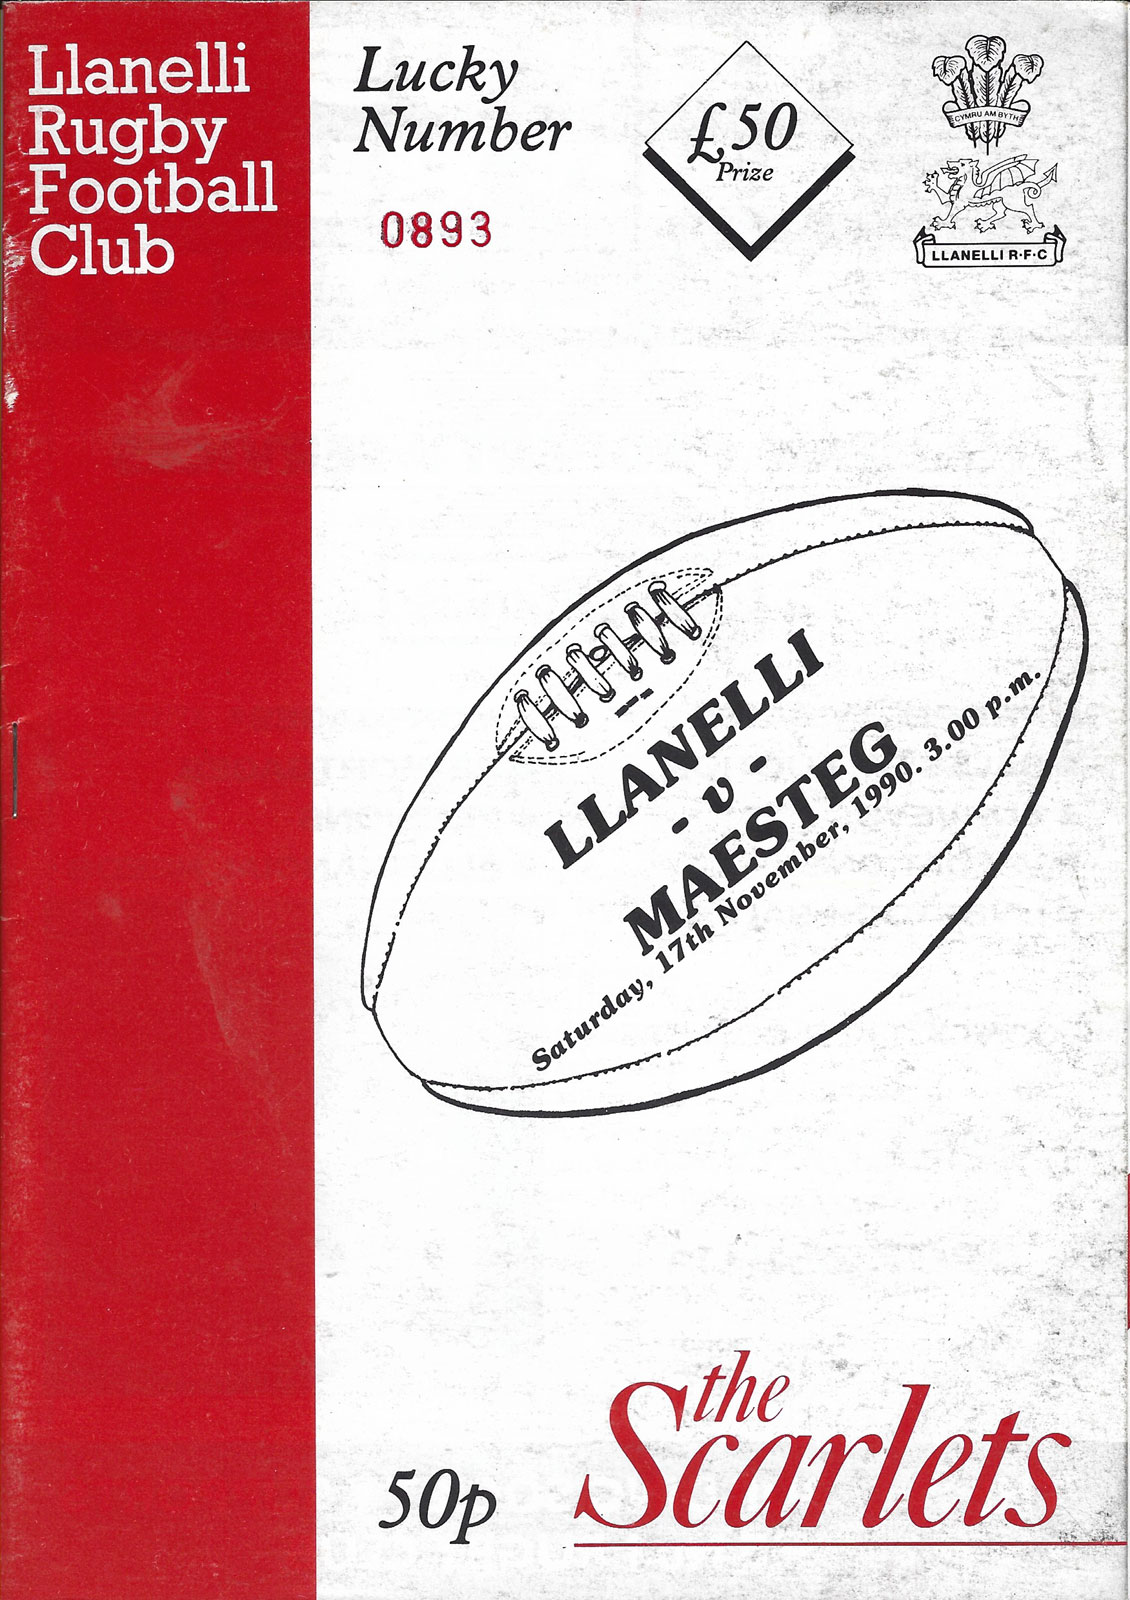 Llanelli
Rugby
Football
Club
Lucky
Number
0893
£50
Prize
CYMRU AM BYTH
LLANELLI R·F·C
LLANELLI
- v -
MAESTEG
Saturday, 17th November, 1990. 3.00 p.m.
50p
the
Scarlets